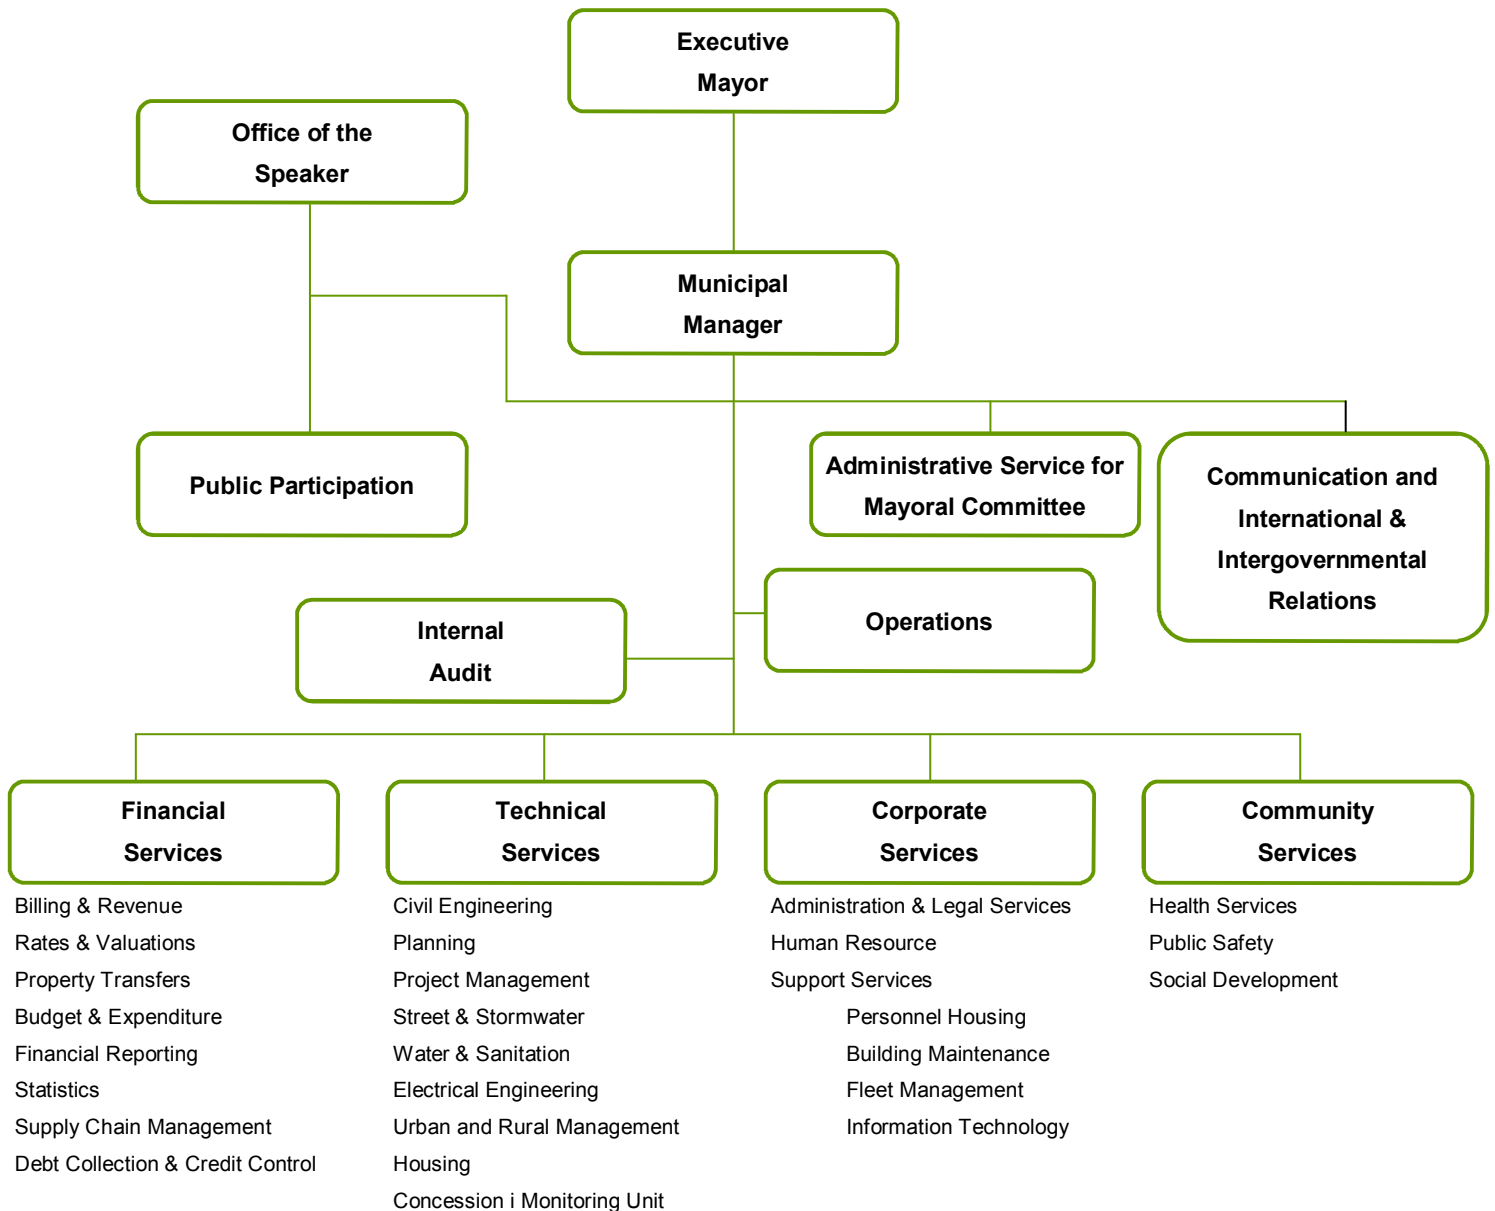 Executive
Mayor
Office of the
Speaker
Municipal
Manager
Public Participation
Administrative Service for
Mayoral Committee
Communication and
International &
Intergovernmental
Relations
Operations
Internal
Audit
Financial
Services
Billing & Revenue
Rates & Valuations
Property Transfers
Budget & Expenditure
Financial Reporting
Statistics
Supply Chain Management
Debt Collection & Credit Control
Technical
Services
Civil Engineering
Planning
Project Management
Street & Stormwater
Water & Sanitation
Electrical Engineering
Urban and Rural Management
Housing
Concession i Monitoring Unit
Corporate
Services
Administration & Legal Services
Human Resource
Support Services
Personnel Housing
Building Maintenance
Fleet Management
Information Technology
Community
Services
Health Services
Public Safety
Social Development